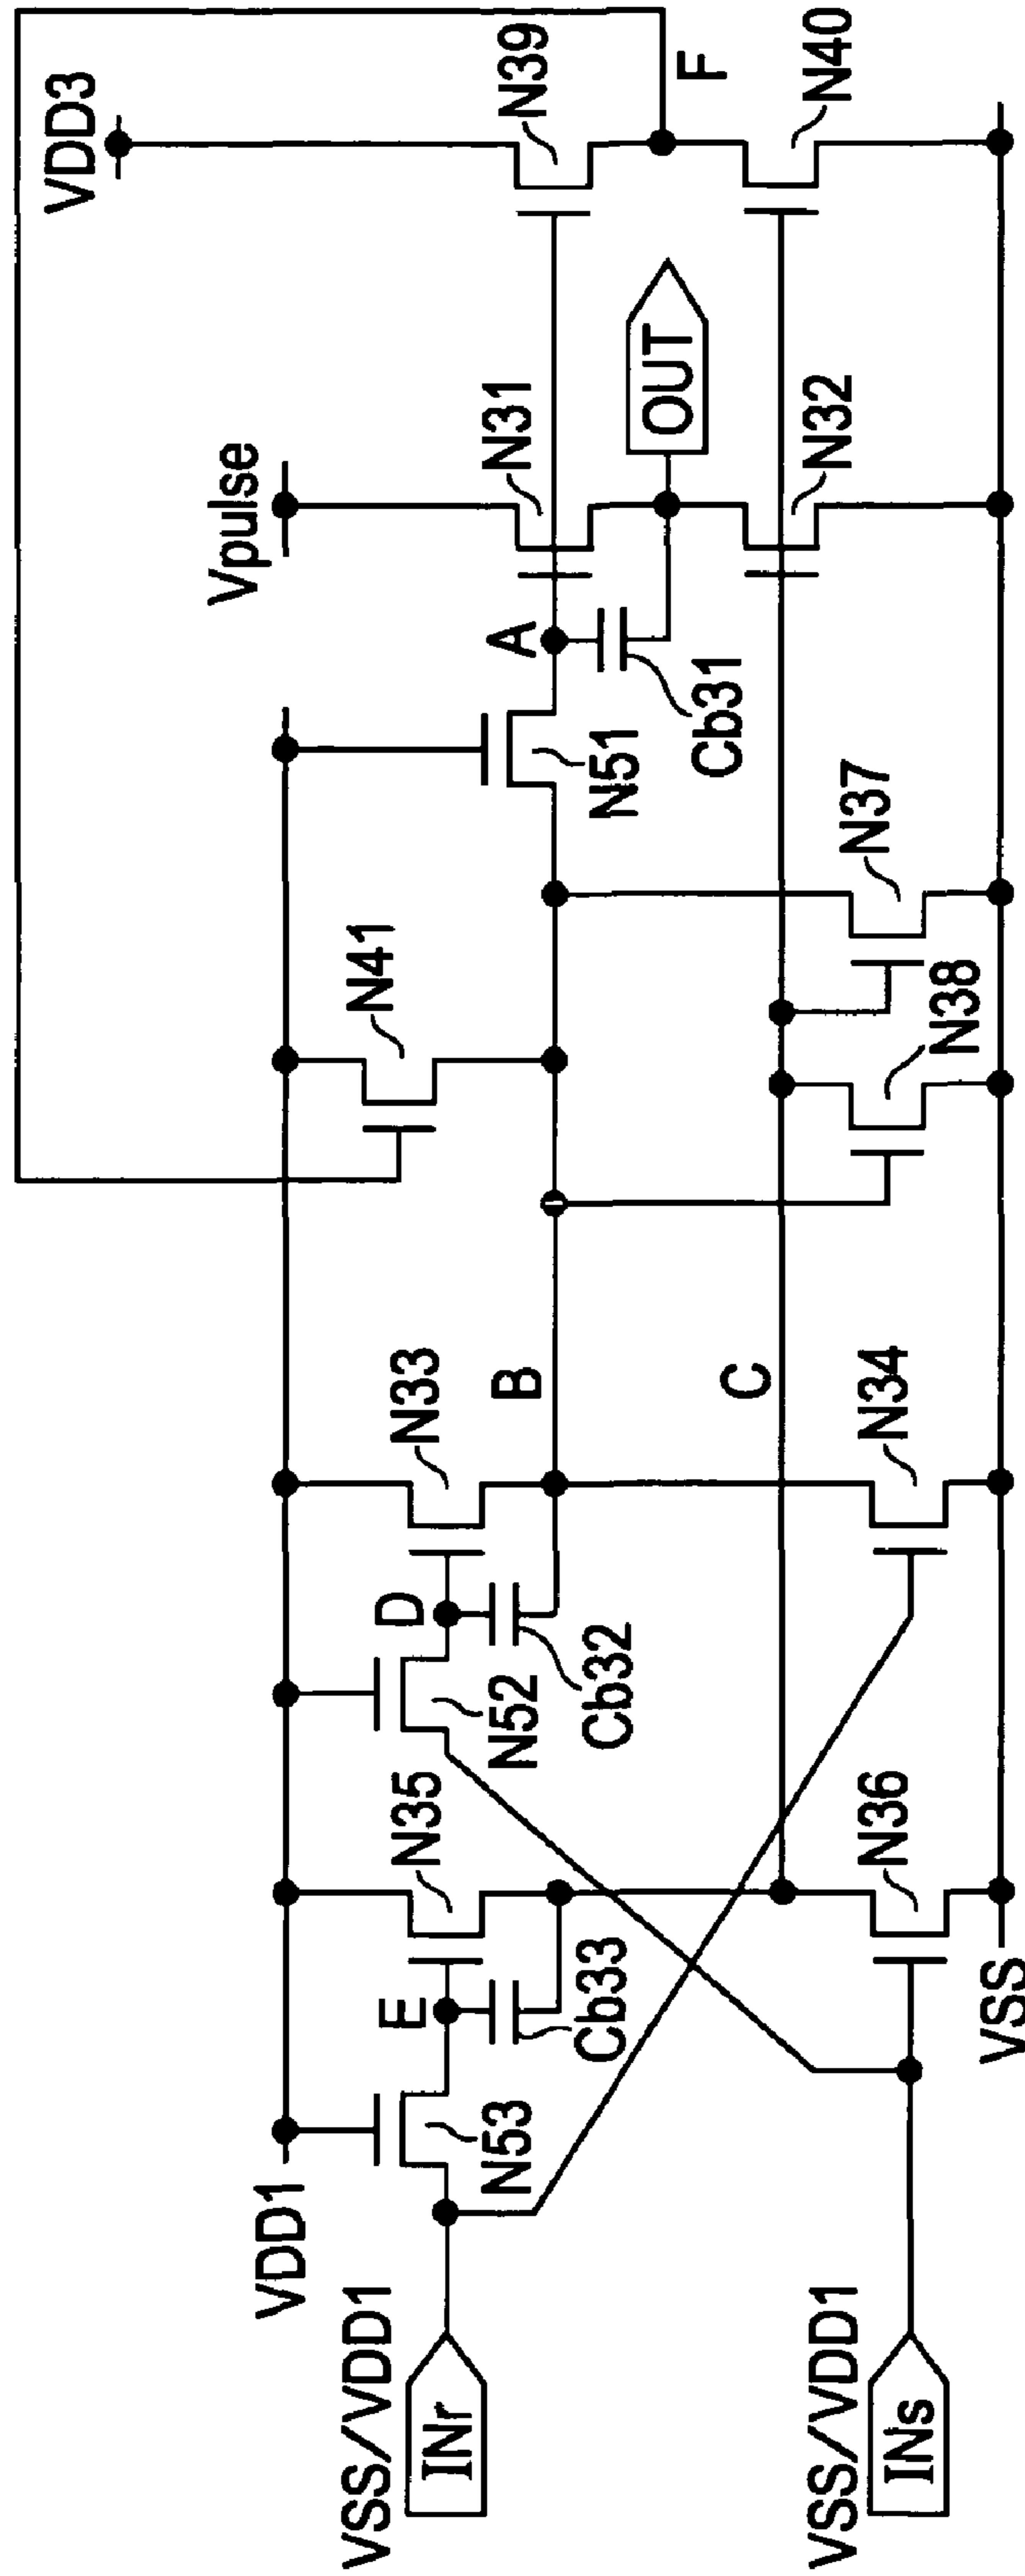 VDD3
N39
F
N40
Vpulse
N31
OUT
N32
A
Cb31
N51
N37
N41
N38
N33
B
C
N34
D
Cb32
N52
N35
N36
E
Cb33
N53
VSS
VDD1
VSS/VDD1
INr
VSS/VDD1
INs